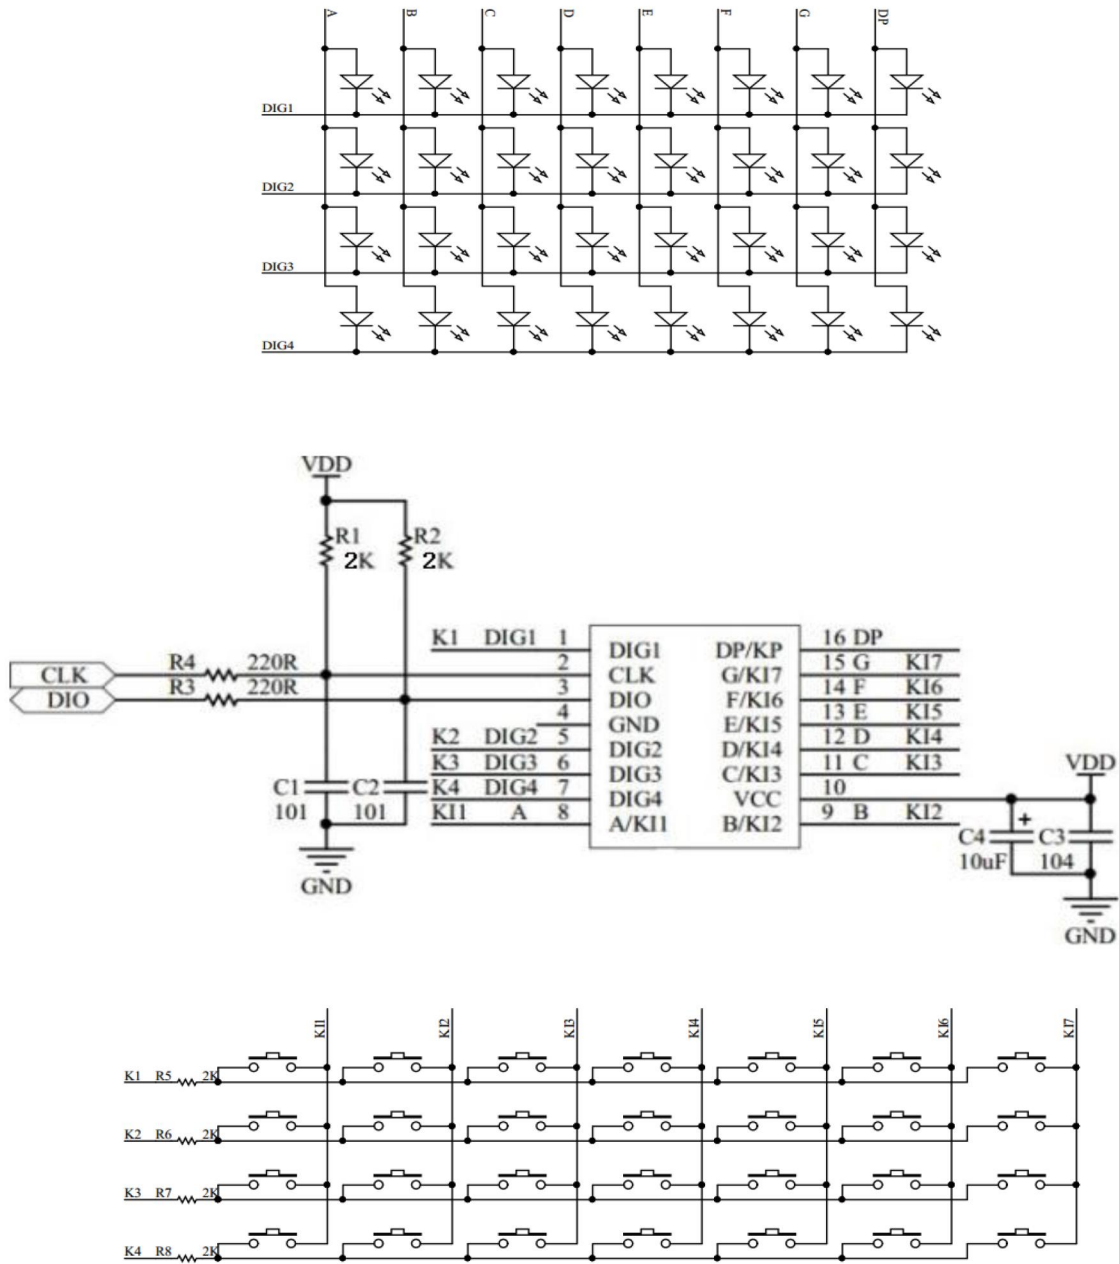 A B C D E F G DP
DIG1
DIG2
DIG3
DIG4
VDD
R1 R2
2K 2K
CLK R4 220R
DIO R3 220R
K1 DIG1 1 DIG1 DP/KP 16 DP
2 CLK G/KI7 15 G KI7
3 DIO F/KI6 14 F KI6
4 GND E/KI5 13 E KI5
K2 DIG2 5 DIG2 D/KI4 12 D KI4
K3 DIG3 6 DIG3 C/KI3 11 C KI3
K4 DIG4 7 DIG4 VCC 10
KI1 A 8 A/KI1 B/KI2 9 B KI2
C1 C2
101 101
GND
VDD
+
C4 C3
10uF 104
GND
KI1 KI2 KI3 KI4 KI5 KI6 KI7
K1 R5 2K
K2 R6 2K
K3 R7 2K
K4 R8 2K